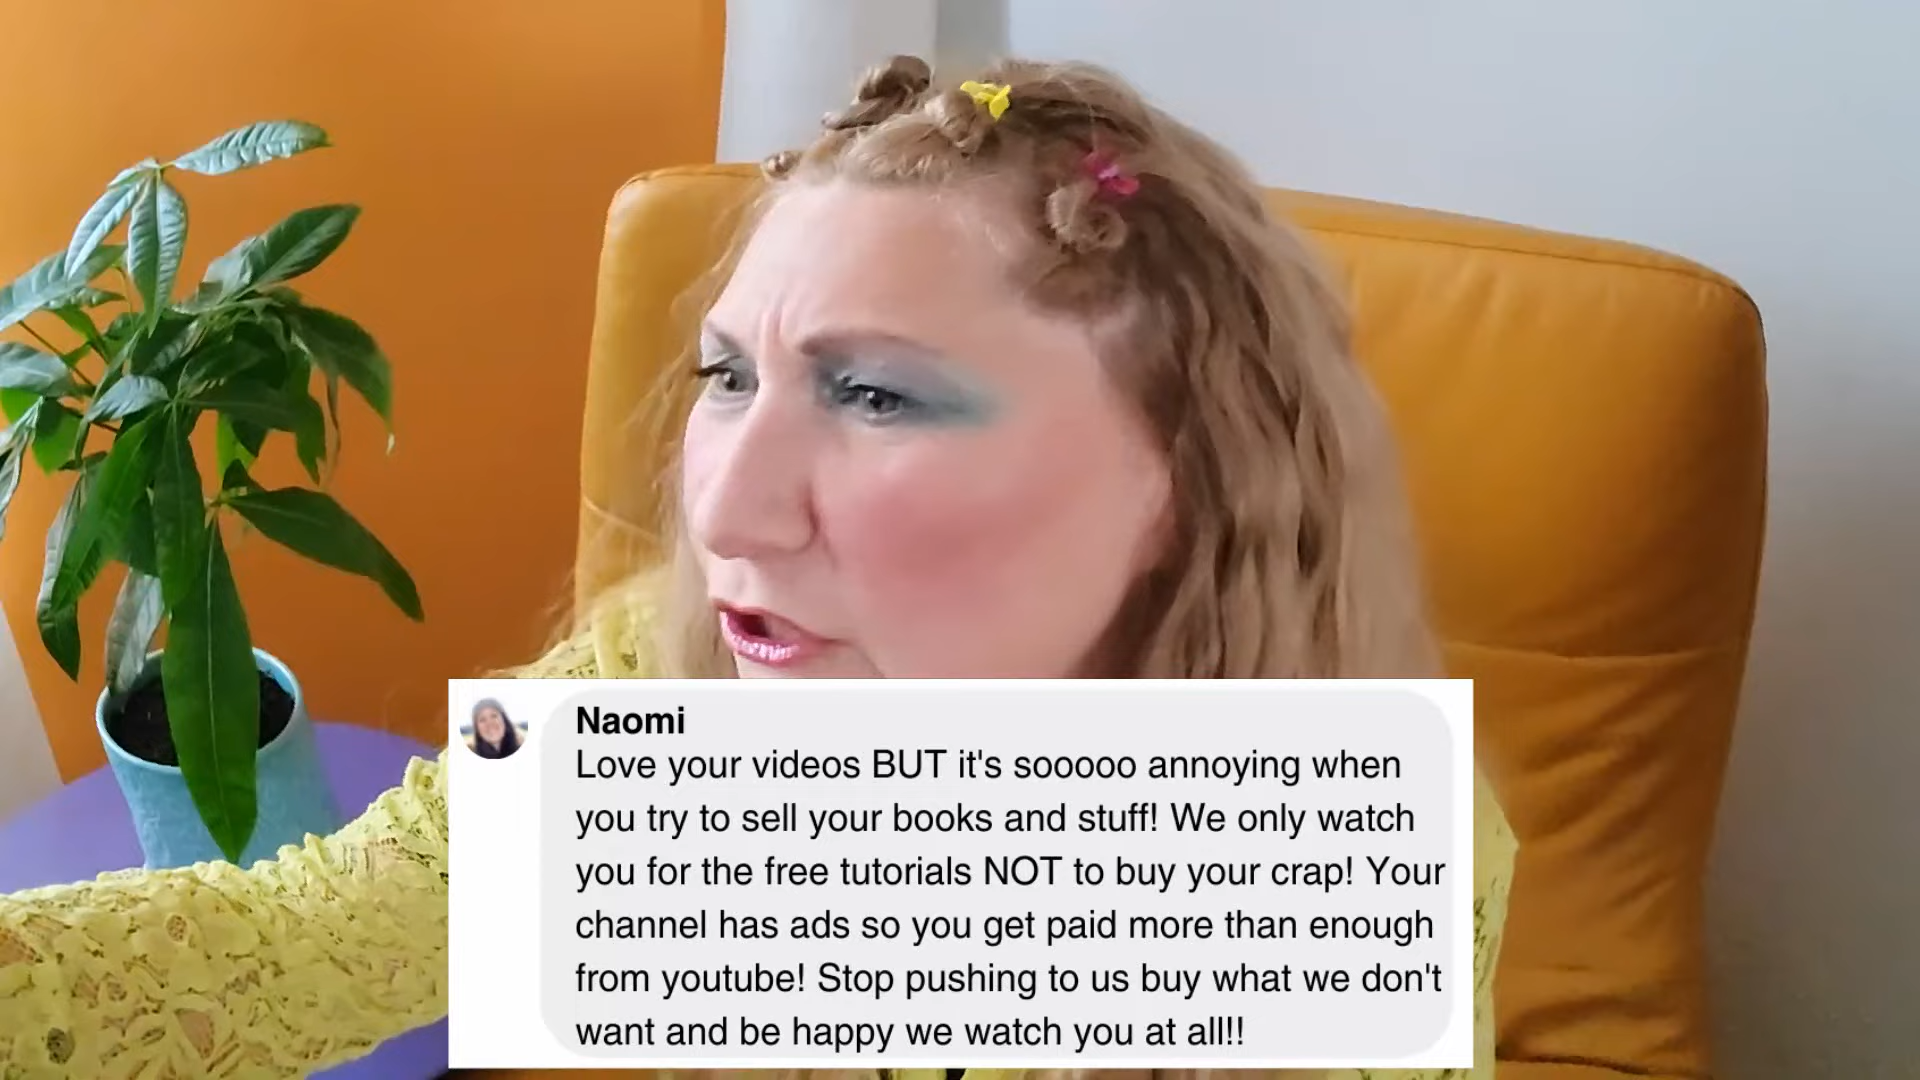 Naomi
Love your videos BUT it's sooooo annoying when
you try to sell your books and stuff! We only watch
you for the free tutorials NOT to buy your crap! Your
channel has ads so you get paid more than enough
from youtube! Stop pushing to us buy what we don't
want and be happy we watch you at all!!